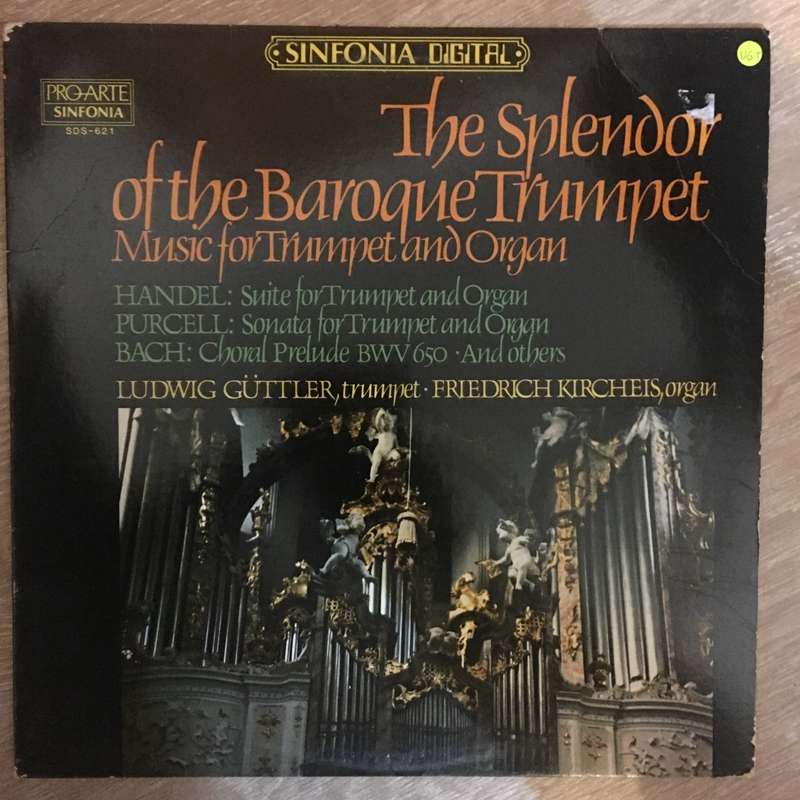 SINFONIA DIGITAL
PRO-ARTE
SINFONIA
SDS-621
The Splendor
of the Baroque Trumpet
Music for Trumpet and Organ
HANDEL: Suite for Trumpet and Organ
PURCELL: Sonata for Trumpet and Organ
BACH: Choral Prelude BWV 650 · And others
LUDWIG GÜTTLER, trumpet · FRIEDRICH KIRCHEIS, organ